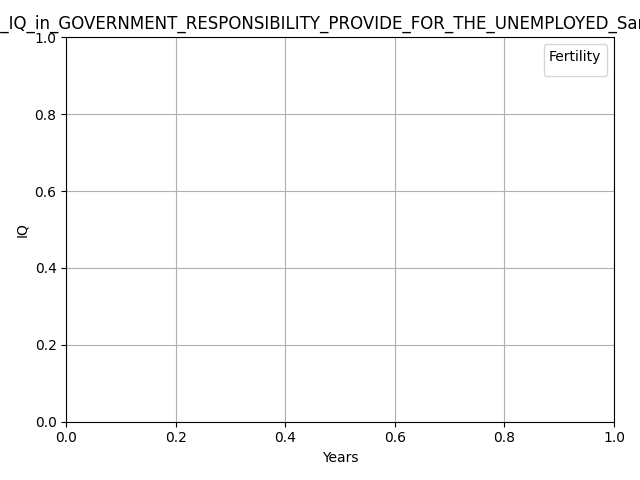 _IQ_in_GOVERNMENT_RESPONSIBILITY_PROVIDE_FOR_THE_UNEMPLOYED_Sa
Fertility
1.0
0.8
0.6
0.4
0.2
0.0
IQ
0.0 0.2 0.4 0.6 0.8 1.0
Years